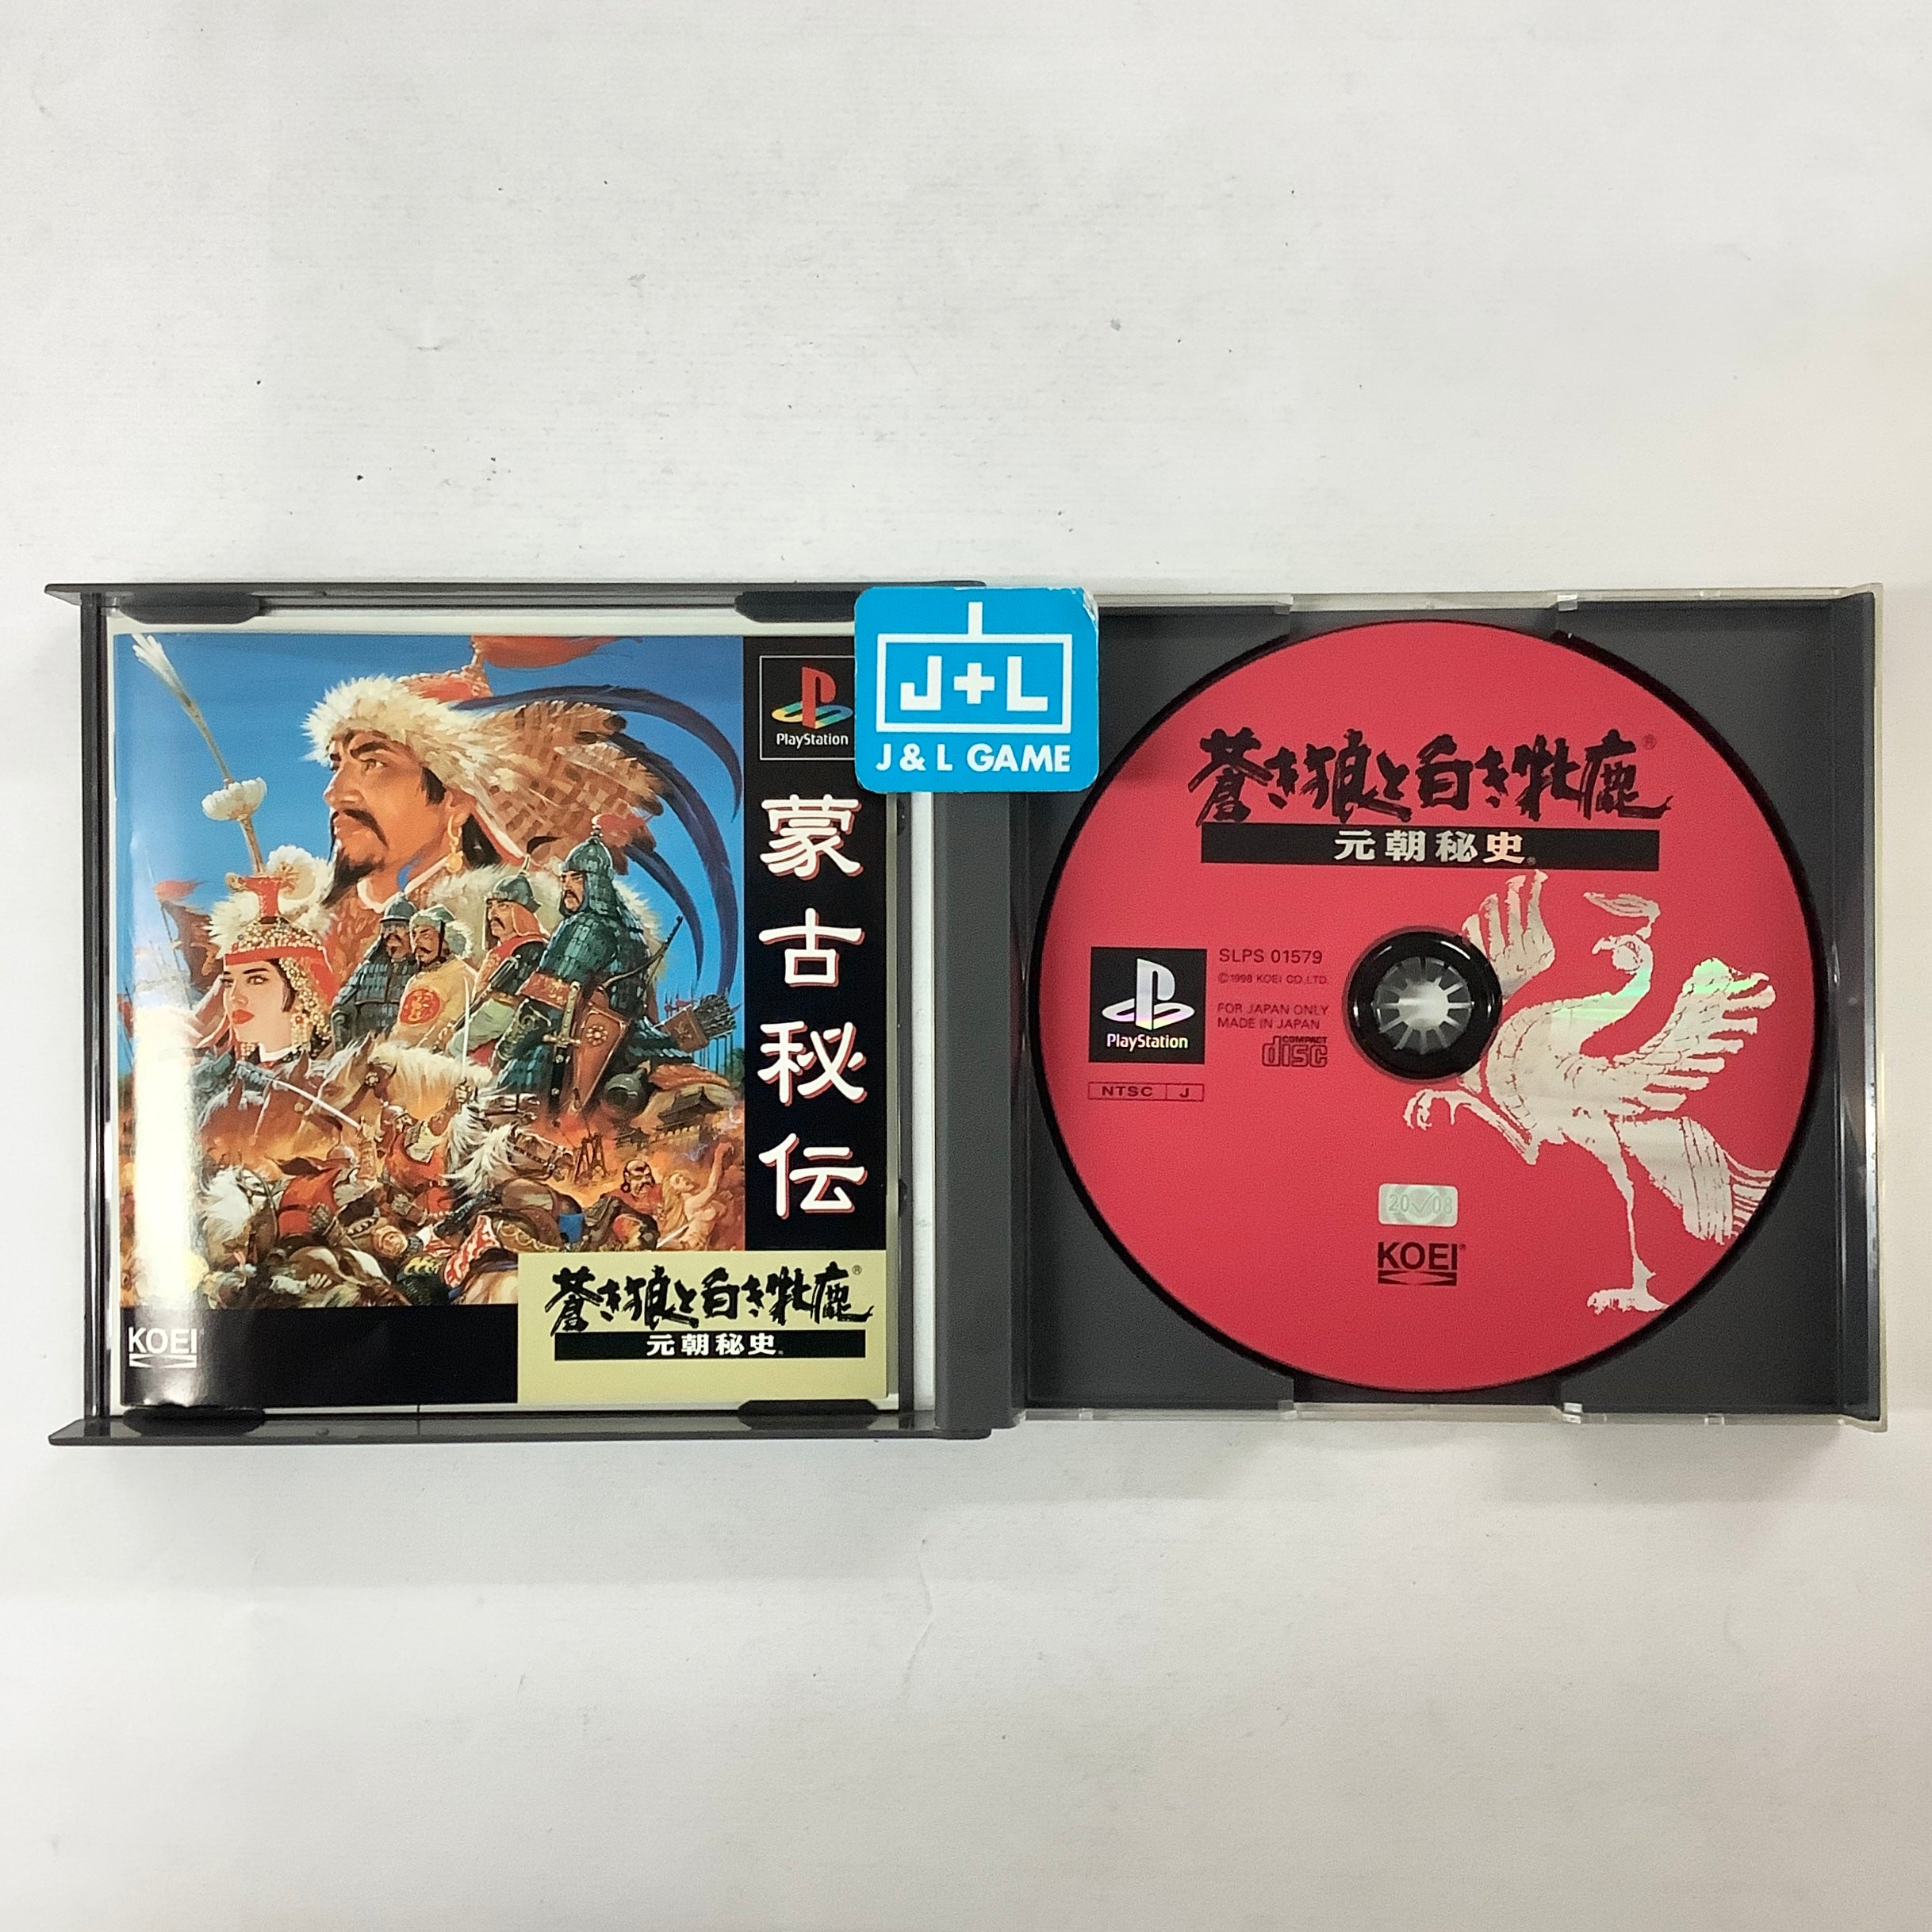 PlayStation
蒙古秘伝
蒼き狼と白き牝鹿®
元朝秘史
KOEI
J+L
J & L GAME
蒼き狼と白き牝鹿®
元朝秘史®
PlayStation
SLPS 01579
©1998 KOEI CO.,LTD.
FOR JAPAN ONLY
MADE IN JAPAN
COMPACT
disc
NTSC J
20 08
KOEI®